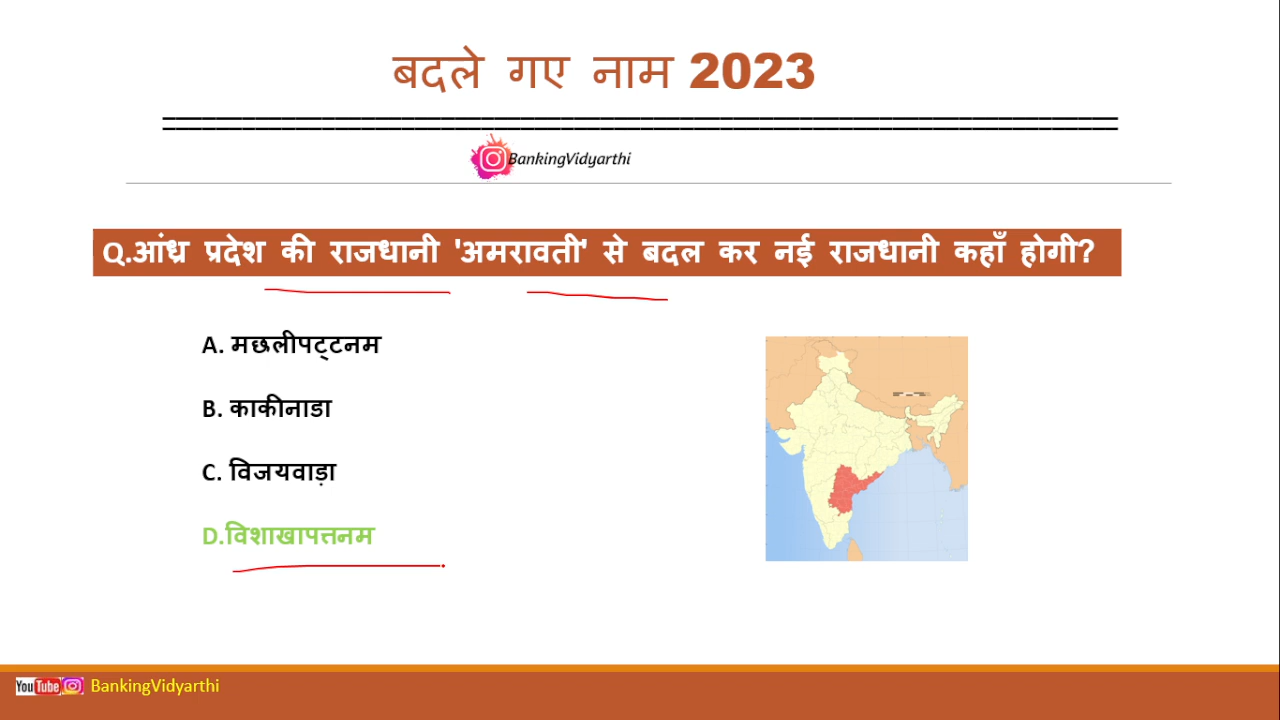 बदले गए नाम 2023
BankingVidyarthi
Q.आंध्र प्रदेश की राजधानी 'अमरावती' से बदल कर नई राजधानी कहाँ होगी?
A. मछलीपट्टनम
B. काकीनाडा
C. विजयवाड़ा
D.विशाखापत्तनम
YouTube BankingVidyarthi